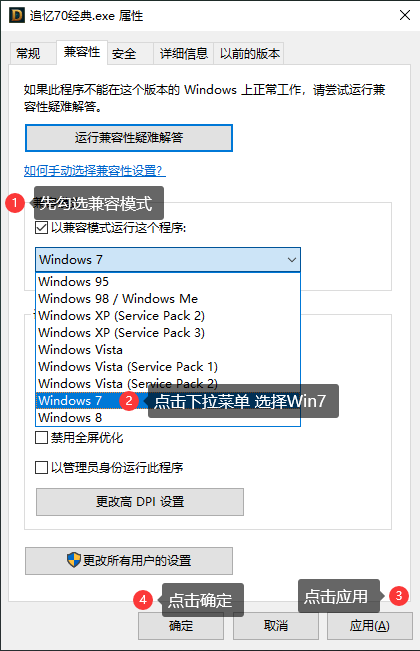 追忆70经典.exe 属性
常规 兼容性 安全 详细信息 以前的版本
如果此程序不能在这个版本的 Windows 上正常工作，请尝试运行兼
容性疑难解答。
运行兼容性疑难解答
如何手动选择兼容性设置?
1 先勾选兼容模式
以兼容模式运行这个程序:
Windows 7
Windows 95
Windows 98 / Windows Me
Windows XP (Service Pack 2)
Windows XP (Service Pack 3)
Windows Vista
Windows Vista (Service Pack 1)
Windows Vista (Service Pack 2)
Windows 7 2 点击下拉菜单 选择Win7
Windows 8
禁用全屏优化
以管理员身份运行此程序
更改高 DPI 设置
更改所有用户的设置
4 点击确定 点击应用 3
确定 取消 应用(A)